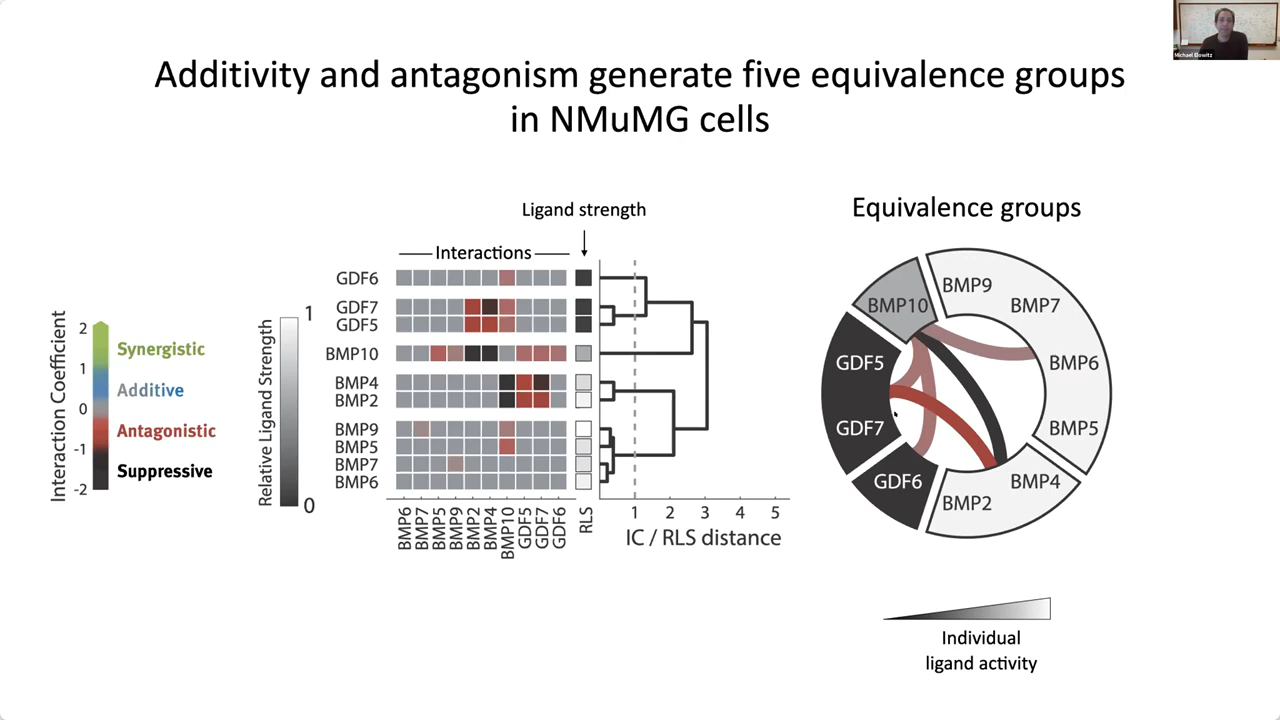 Additivity and antagonism generate five equivalence groups
in NMuMG cells
Michael Elowitz
Ligand strength
Interactions
Interaction Coefficient
2
1
0
-1
-2
Synergistic
Additive
Antagonistic
Suppressive
Relative Ligand Strength
1
0
GDF6
GDF7
GDF5
BMP10
BMP4
BMP2
BMP9
BMP5
BMP7
BMP6
BMP6
BMP7
BMP5
BMP9
BMP2
BMP4
BMP10
GDF5
GDF7
GDF6
RLS
1 2 3 4 5
IC / RLS distance
Equivalence groups
BMP9
BMP7
BMP10
BMP6
GDF5
GDF7
BMP5
GDF6
BMP4
BMP2
Individual
ligand activity